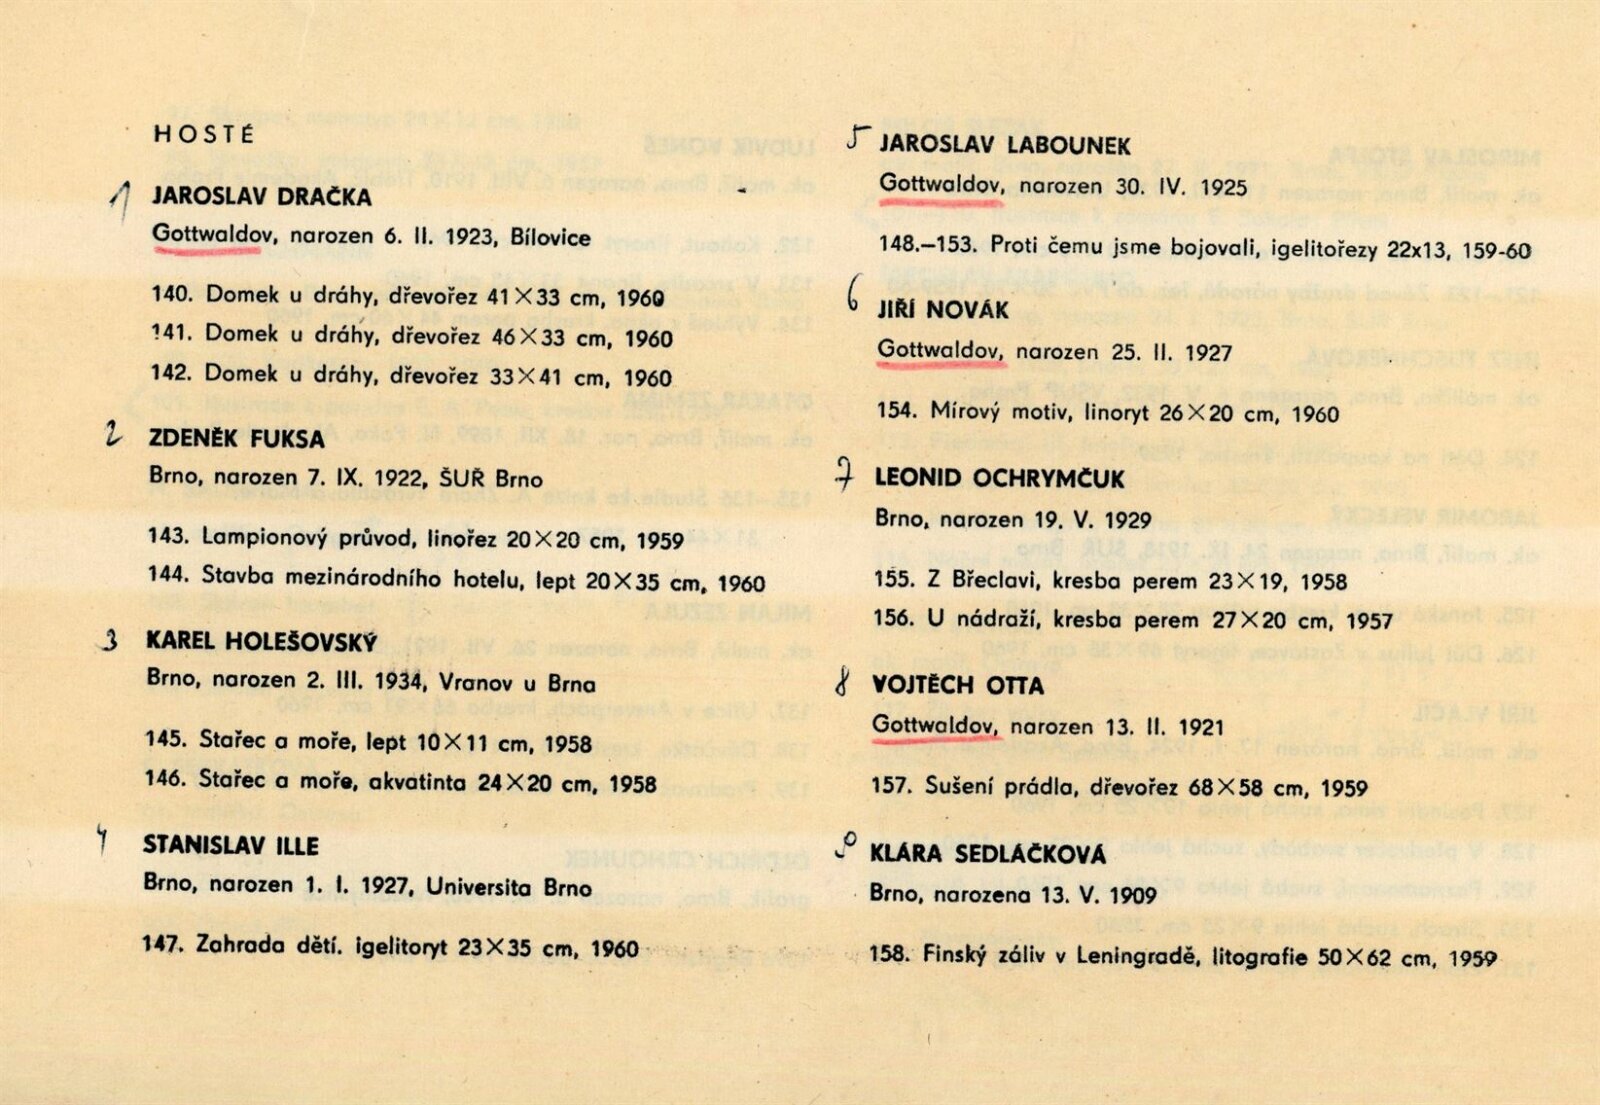 HOSTÉ
1 JAROSLAV DRAČKA
Gottwaldov, narozen 6. II. 1923, Bílovice
140. Domek u dráhy, dřevořez 41×33 cm, 1960
141. Domek u dráhy, dřevořez 46×33 cm, 1960
142. Domek u dráhy, dřevořez 33×41 cm, 1960
2 ZDENĚK FUKSA
Brno, narozen 7. IX. 1922, ŠUŘ Brno
143. Lampionový průvod, linořez 20×20 cm, 1959
144. Stavba mezinárodního hotelu, lept 20×35 cm, 1960
3 KAREL HOLEŠOVSKÝ
Brno, narozen 2. III. 1934, Vranov u Brna
145. Stařec a moře, lept 10×11 cm, 1958
146. Stařec a moře, akvatinta 24×20 cm, 1958
4 STANISLAV ILLE
Brno, narozen 1. I. 1927, Universita Brno
147. Zahrada dětí. igelitoryt 23×35 cm, 1960
5 JAROSLAV LABOUNEK
Gottwaldov, narozen 30. IV. 1925
148.–153. Proti čemu jsme bojovali, igelitořezy 22x13, 159-60
6 JIŘÍ NOVÁK
Gottwaldov, narozen 25. II. 1927
154. Mírový motiv, linoryt 26×20 cm, 1960
7 LEONID OCHRYMČUK
Brno, narozen 19. V. 1929
155. Z Břeclavi, kresba perem 23×19, 1958
156. U nádraží, kresba perem 27×20 cm, 1957
8 VOJTĚCH OTTA
Gottwaldov, narozen 13. II. 1921
157. Sušení prádla, dřevořez 68×58 cm, 1959
9 KLÁRA SEDLÁČKOVÁ
Brno, narozena 13. V. 1909
158. Finský záliv v Leningradě, litografie 50×62 cm, 1959